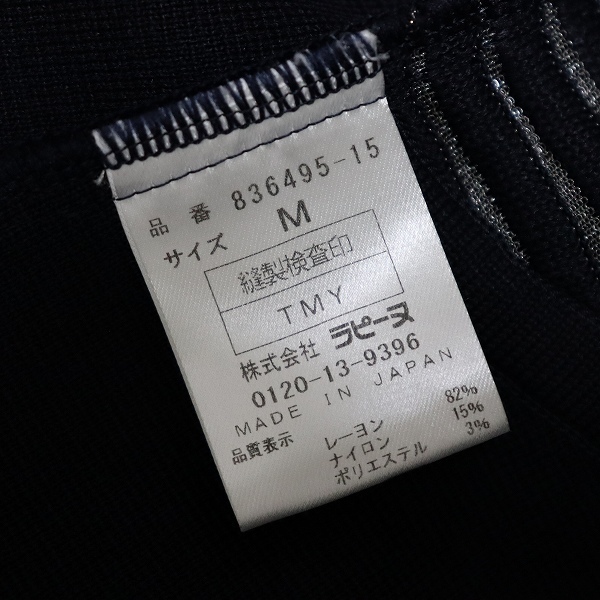 品番 836495-15
サイズ M
縫製検査印
TMY
株式会社 ラピーヌ
0120-13-9396
MADE IN JAPAN
品質表示 レーヨン 82%
ナイロン 15%
ポリエステル 3%